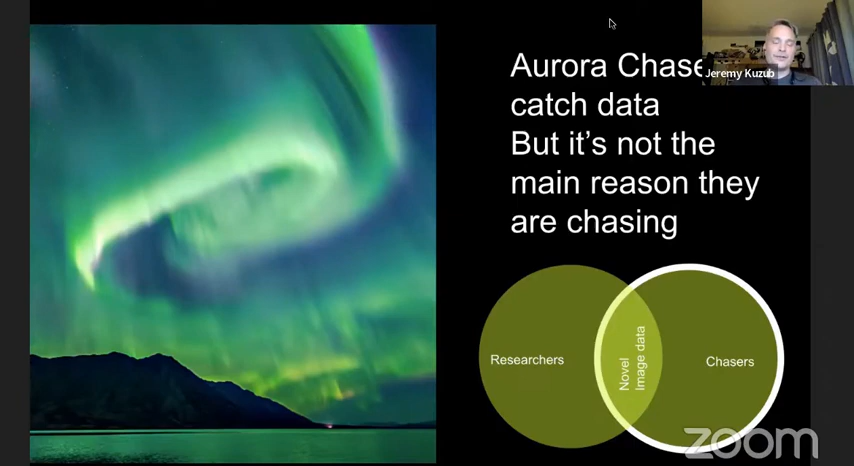 Aurora Chase
catch data
But it's not the
main reason they
are chasing
Jeremy Kuzub
Researchers
Novel
Image data
Chasers
zoom